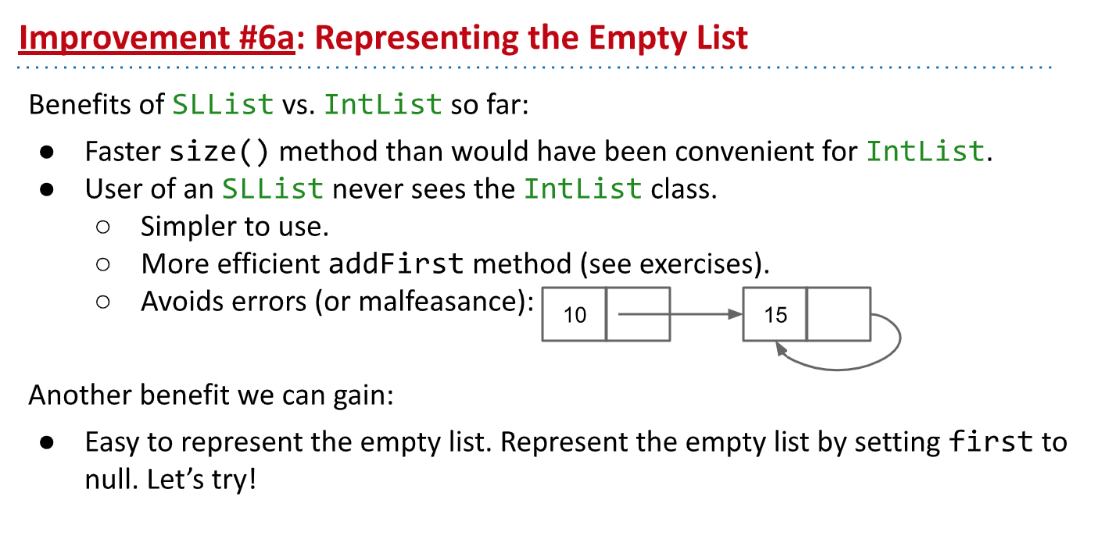 Improvement #6a: Representing the Empty List
Benefits of SLList vs. IntList so far:
● Faster size() method than would have been convenient for IntList.
● User of an SLList never sees the IntList class.
○ Simpler to use.
○ More efficient addFirst method (see exercises).
○ Avoids errors (or malfeasance):
10
15
Another benefit we can gain:
● Easy to represent the empty list. Represent the empty list by setting first to
null. Let’s try!